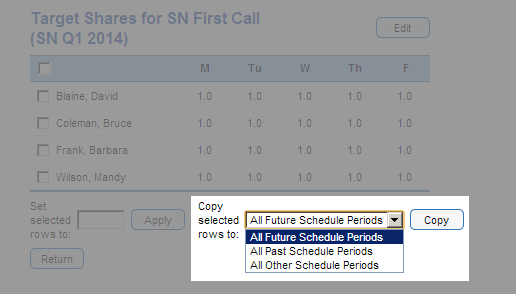 Target Shares for SN First Call
(SN Q1 2014)
Edit
M Tu W Th F
Blaine, David 1.0 1.0 1.0 1.0 1.0
Coleman, Bruce 1.0 1.0 1.0 1.0 1.0
Frank, Barbara 1.0 1.0 1.0 1.0 1.0
Wilson, Mandy 1.0 1.0 1.0 1.0 1.0
Set
selected
rows to:
Apply
Copy
selected
rows to:
All Future Schedule Periods
Copy
All Future Schedule Periods
All Past Schedule Periods
All Other Schedule Periods
Return